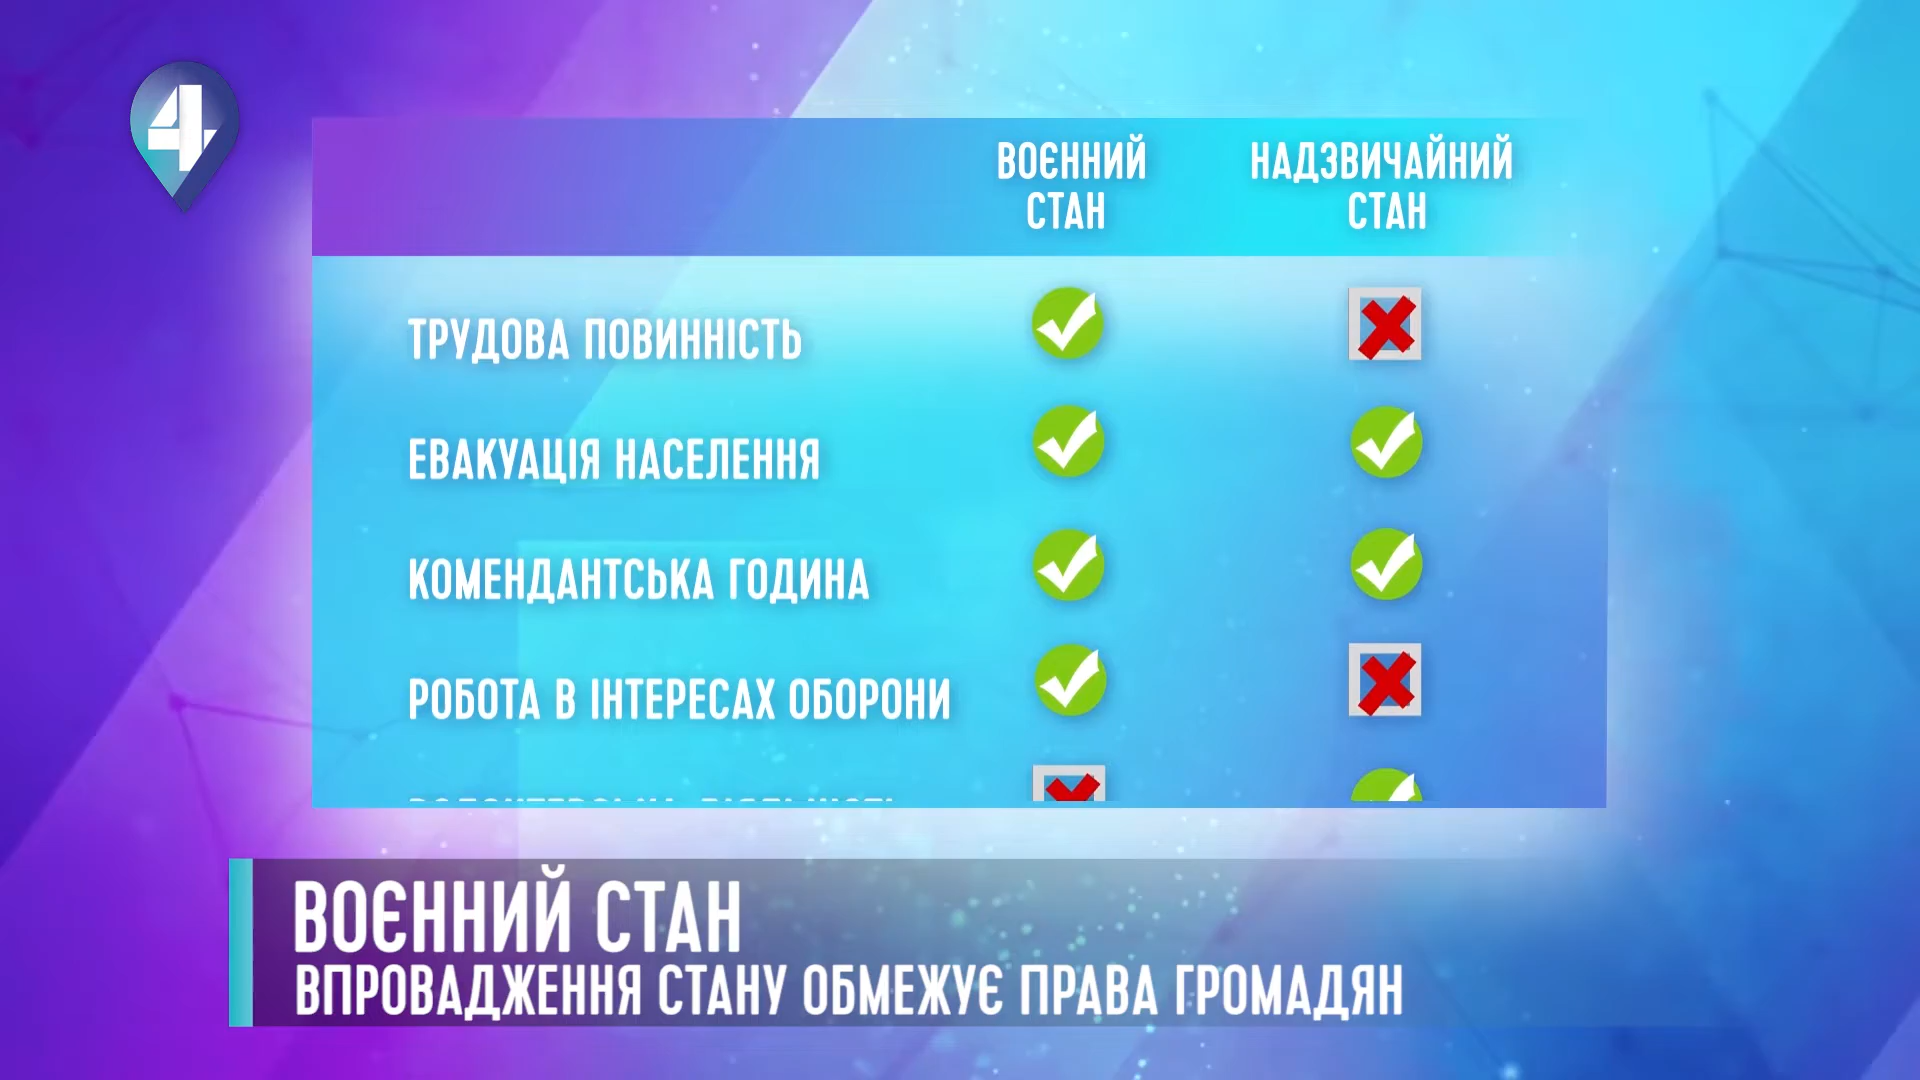 4
ВОЄННИЙ
СТАН
НАДЗВИЧАЙНИЙ
СТАН
ТРУДОВА ПОВИННІСТЬ
ЕВАКУАЦІЯ НАСЕЛЕННЯ
КОМЕНДАНТСЬКА ГОДИНА
РОБОТА В ІНТЕРЕСАХ ОБОРОНИ
ВОЄННИЙ СТАН
ВПРОВАДЖЕННЯ СТАНУ ОБМЕЖУЄ ПРАВА ГРОМАДЯН